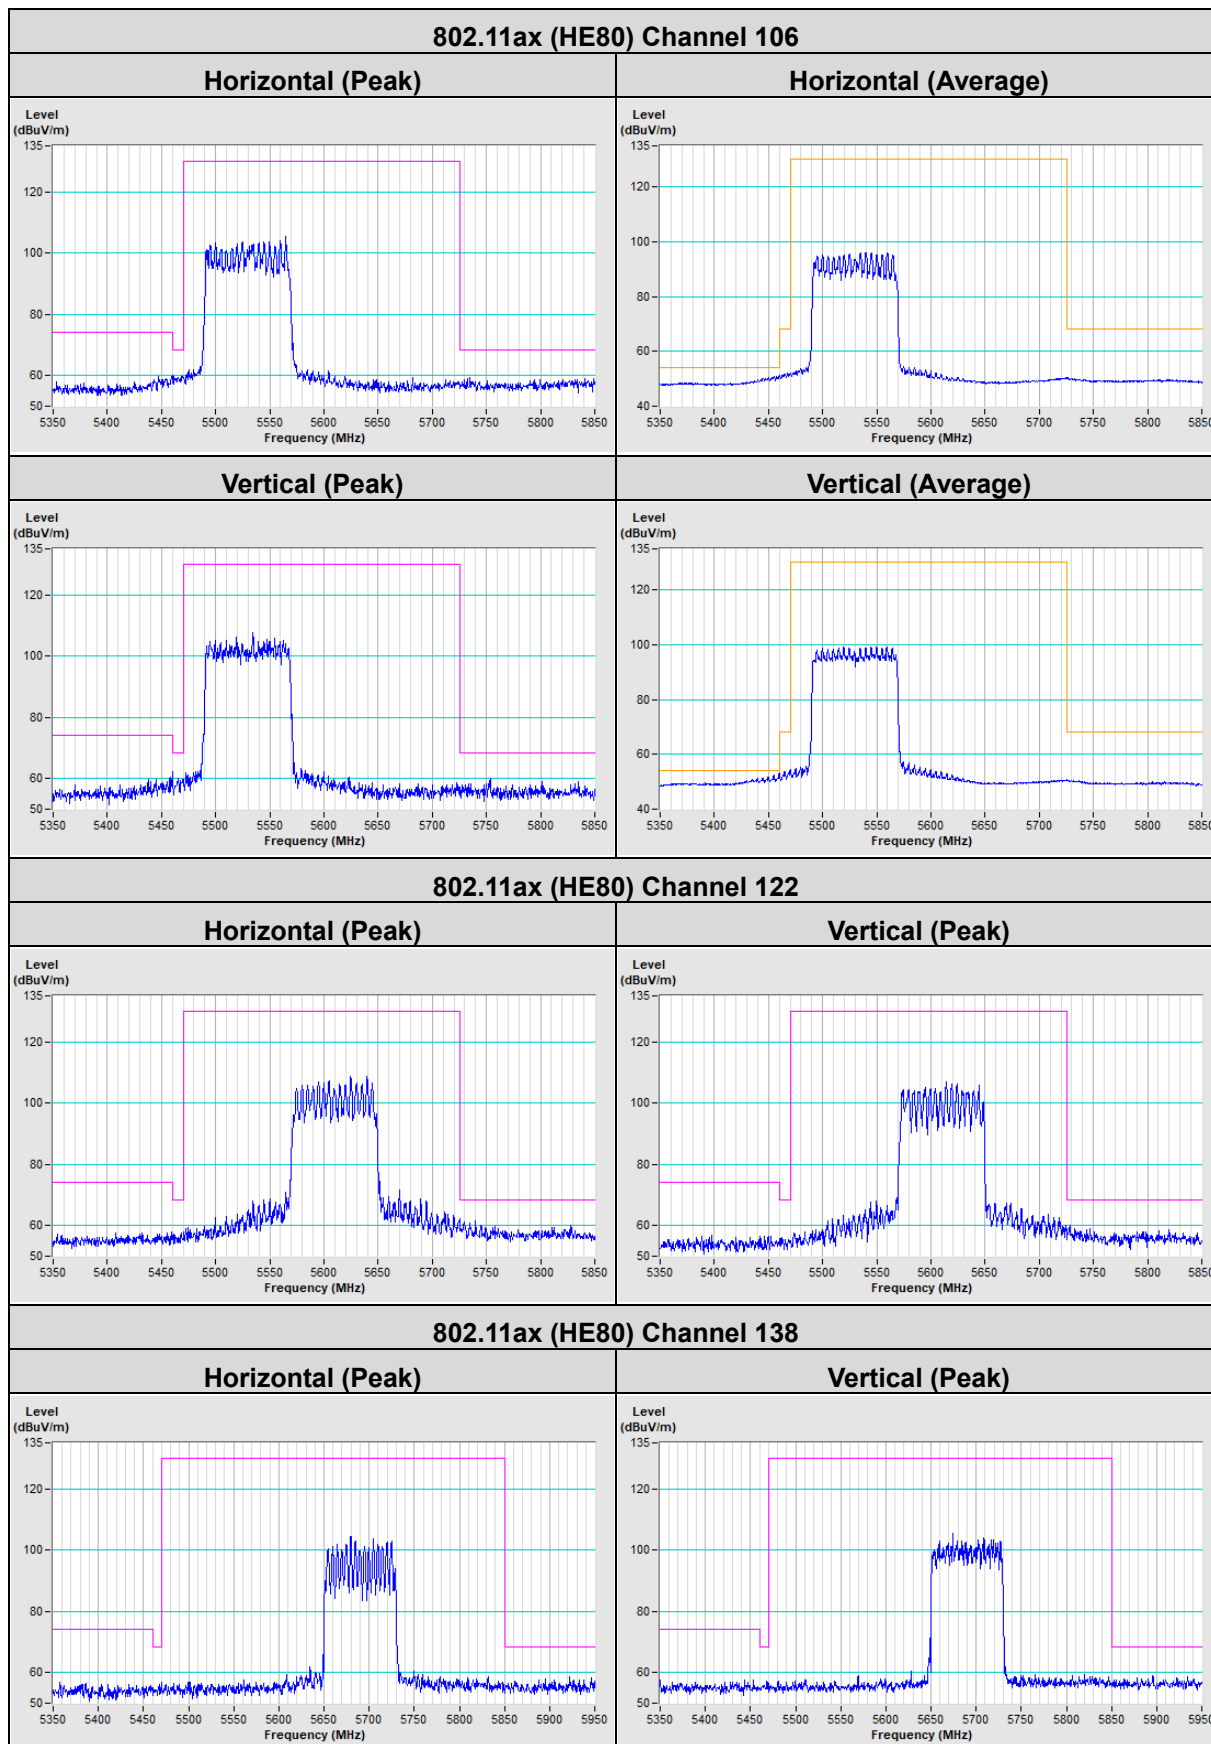 802.11ax (HE80) Channel 106
Horizontal (Peak)
Horizontal (Average)
Level
(dBuV/m)
135
120
100
80
60
50
5350 5400 5450 5500 5550 5600 5650 5700 5750 5800 5850
Frequency (MHz)
Level
(dBuV/m)
135
120
100
80
60
40
5350 5400 5450 5500 5550 5600 5650 5700 5750 5800 5850
Frequency (MHz)
Vertical (Peak)
Vertical (Average)
Level
(dBuV/m)
135
120
100
80
60
50
5350 5400 5450 5500 5550 5600 5650 5700 5750 5800 5850
Frequency (MHz)
Level
(dBuV/m)
135
120
100
80
60
40
5350 5400 5450 5500 5550 5600 5650 5700 5750 5800 5850
Frequency (MHz)
802.11ax (HE80) Channel 122
Horizontal (Peak)
Vertical (Peak)
Level
(dBuV/m)
135
120
100
80
60
50
5350 5400 5450 5500 5550 5600 5650 5700 5750 5800 5850
Frequency (MHz)
Level
(dBuV/m)
135
120
100
80
60
50
5350 5400 5450 5500 5550 5600 5650 5700 5750 5800 5850
Frequency (MHz)
802.11ax (HE80) Channel 138
Horizontal (Peak)
Vertical (Peak)
Level
(dBuV/m)
135
120
100
80
60
50
5350 5400 5450 5500 5550 5600 5650 5700 5750 5800 5850 5900 5950
Frequency (MHz)
Level
(dBuV/m)
135
120
100
80
60
50
5350 5400 5450 5500 5550 5600 5650 5700 5750 5800 5850 5900 5950
Frequency (MHz)